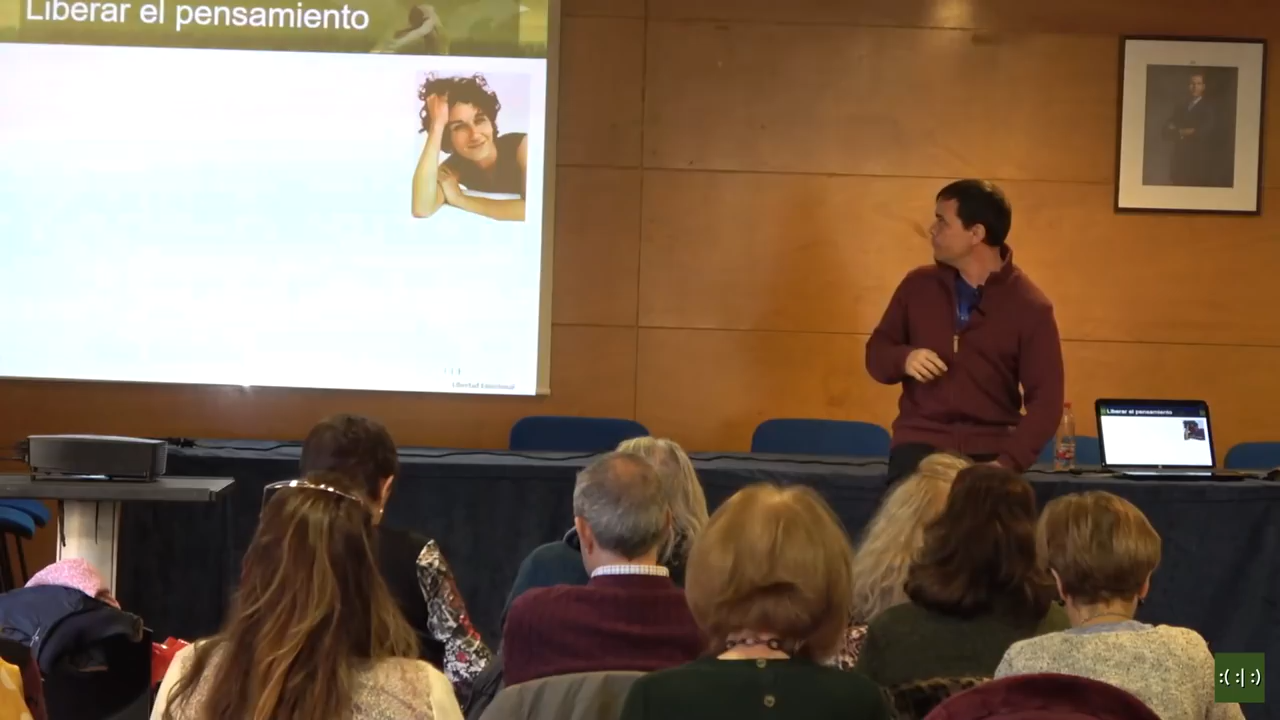 Liberar el pensamiento
Libertad Emocional
Liberar el pensamiento
:( :| :)